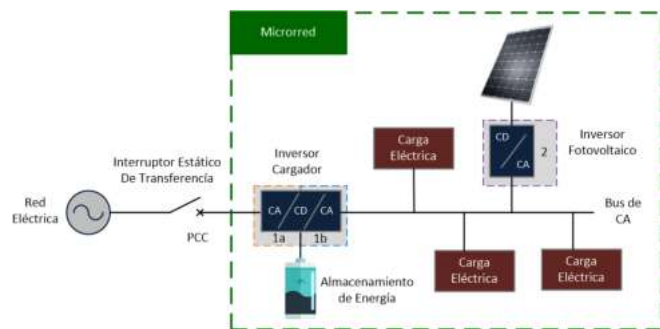 Microrred
Interruptor Estático
De Transferencía
Red
Eléctrica
PCC
Inversor
Cargador
CA
CD
CA
1a
1b
Almacenamiento
de Energía
Carga
Eléctrica
CD
CA
2
Inversor
Fotovoltaico
Bus de
CA
Carga
Eléctrica
Carga
Eléctrica